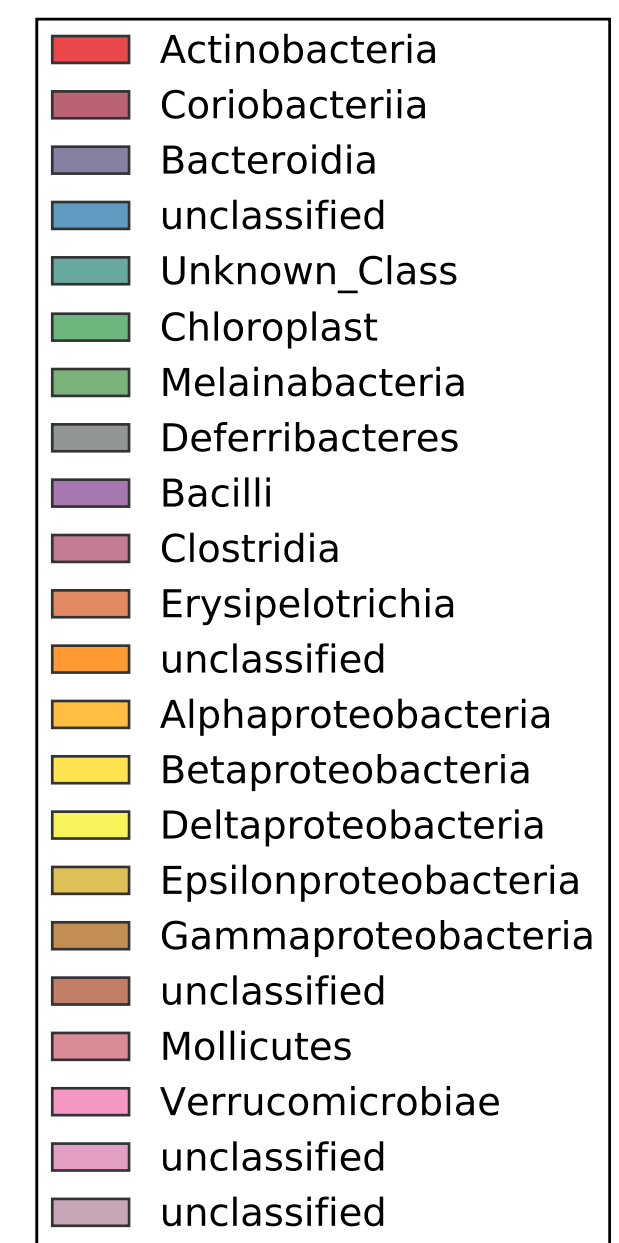 Actinobacteria
Coriobacteriia
Bacteroidia
unclassified
Unknown_Class
Chloroplast
Melainabacteria
Deferribacteres
Bacilli
Clostridia
Erysipelotrichia
unclassified
Alphaproteobacteria
Betaproteobacteria
Deltaproteobacteria
Epsilonproteobacteria
Gammaproteobacteria
unclassified
Mollicutes
Verrucomicrobiae
unclassified
unclassified